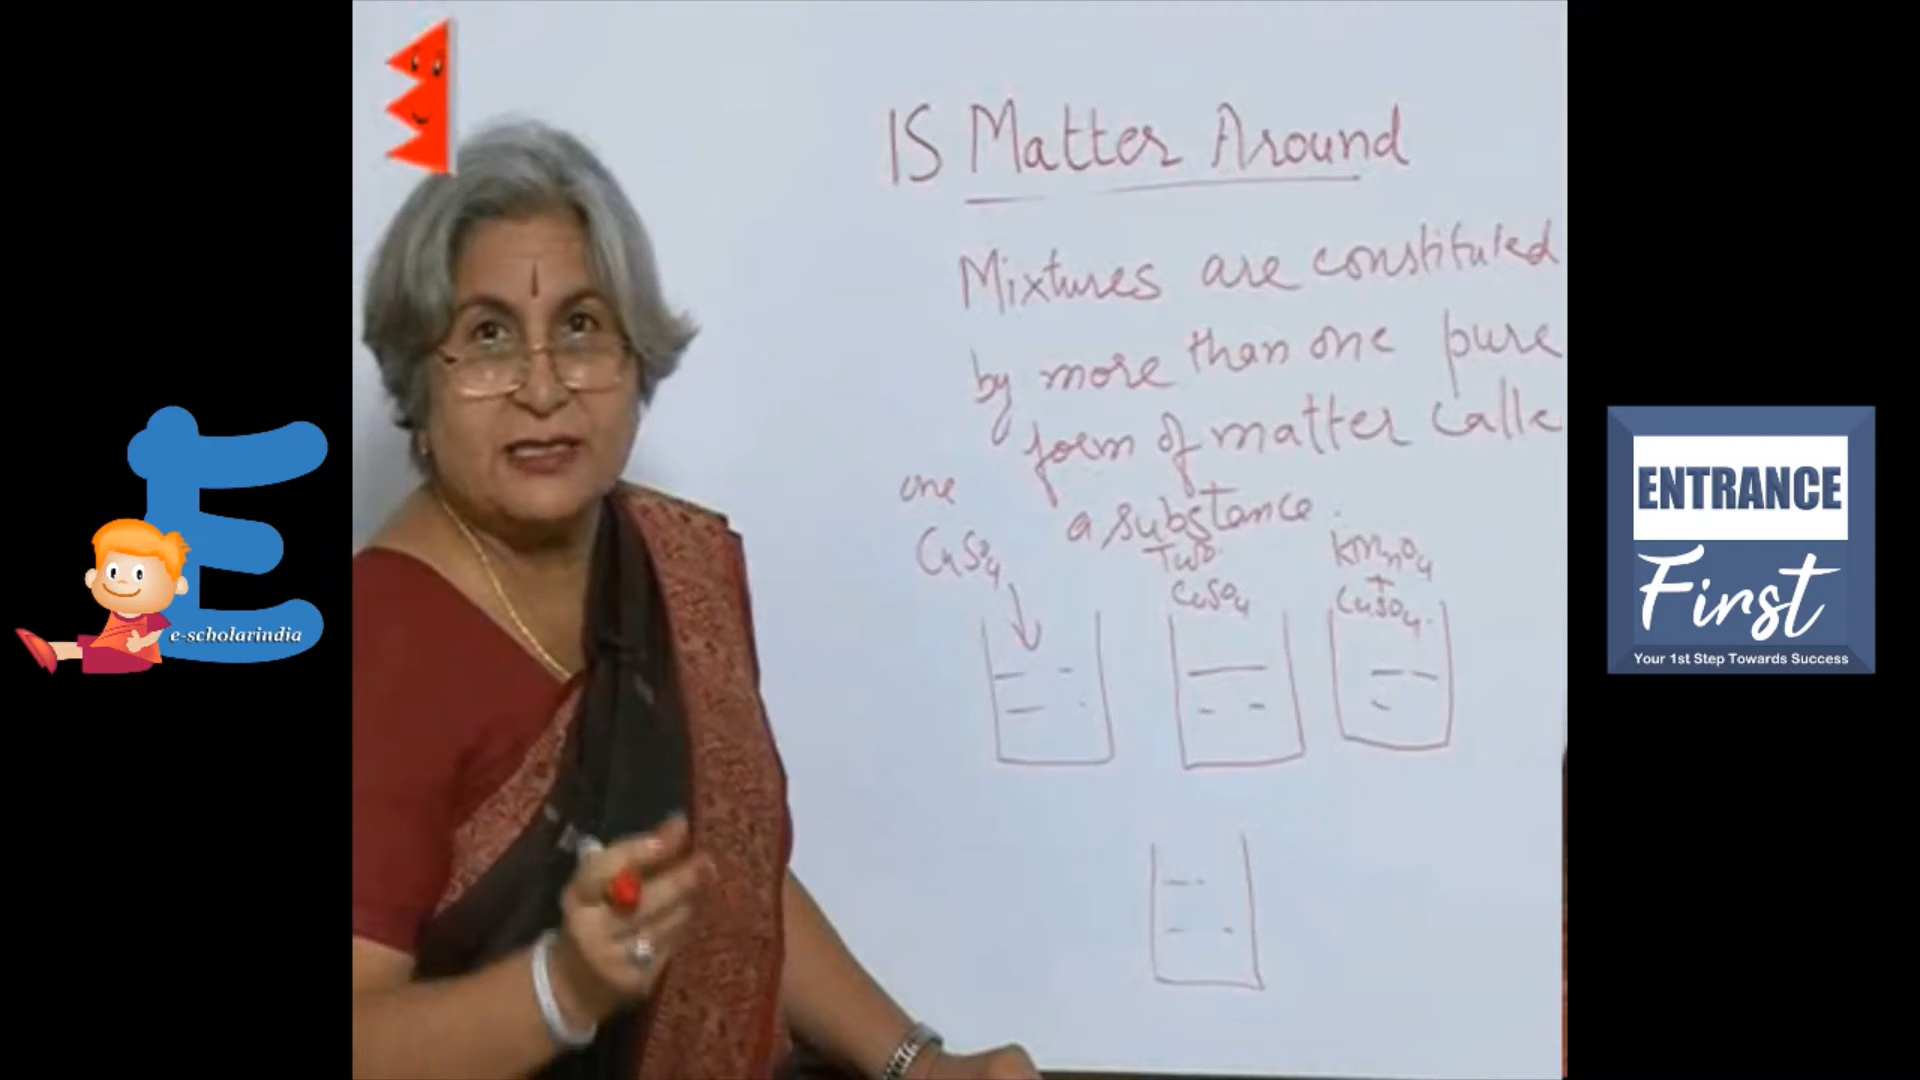 IS Matter Around
Mixtures are constituted
by more than one pure
form of matter calle
a substance.
one
CuSO4
Two
CuSO4
KMnO4
+
CuSO4.
e-scholarindia
ENTRANCE
First
Your 1st Step Towards Success